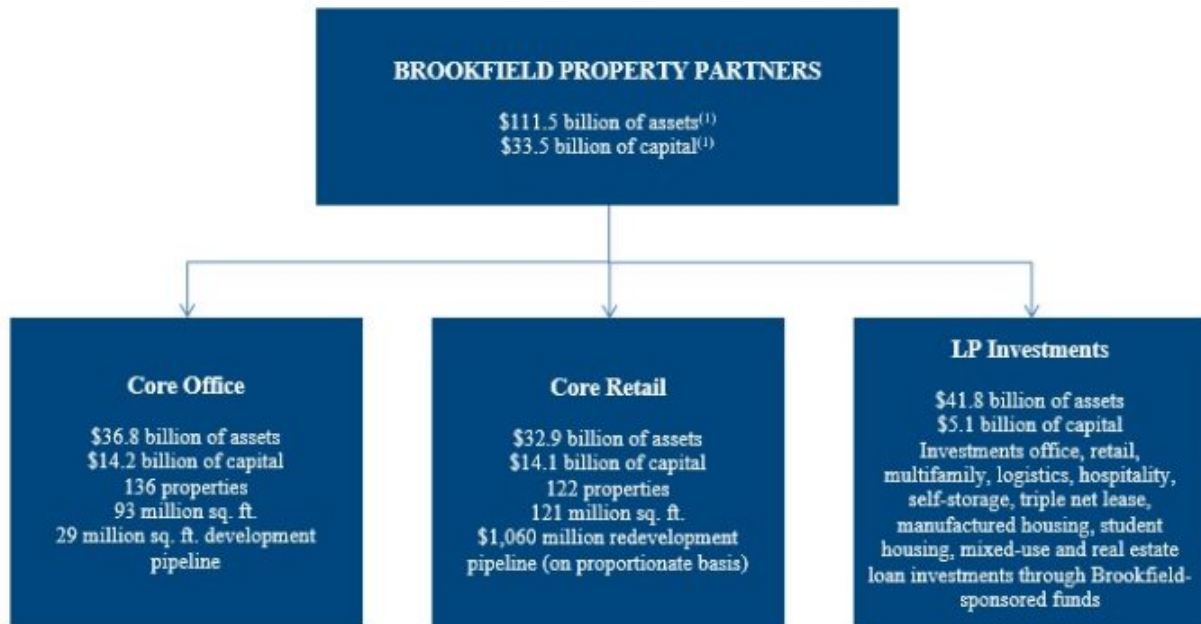 BROOKFIELD PROPERTY PARTNERS
$111.5 billion of assets(1)
$33.5 billion of capital(1)
Core Office
$36.8 billion of assets
$14.2 billion of capital
136 properties
93 million sq. ft.
29 million sq. ft. development
pipeline
Core Retail
$32.9 billion of assets
$14.1 billion of capital
122 properties
121 million sq. ft.
$1,060 million redevelopment
pipeline (on proportionate basis)
LP Investments
$41.8 billion of assets
$5.1 billion of capital
Investments office, retail,
multifamily, logistics, hospitality,
self-storage, triple net lease,
manufactured housing, student
housing, mixed-use and real estate
loan investments through Brookfield-
sponsored funds